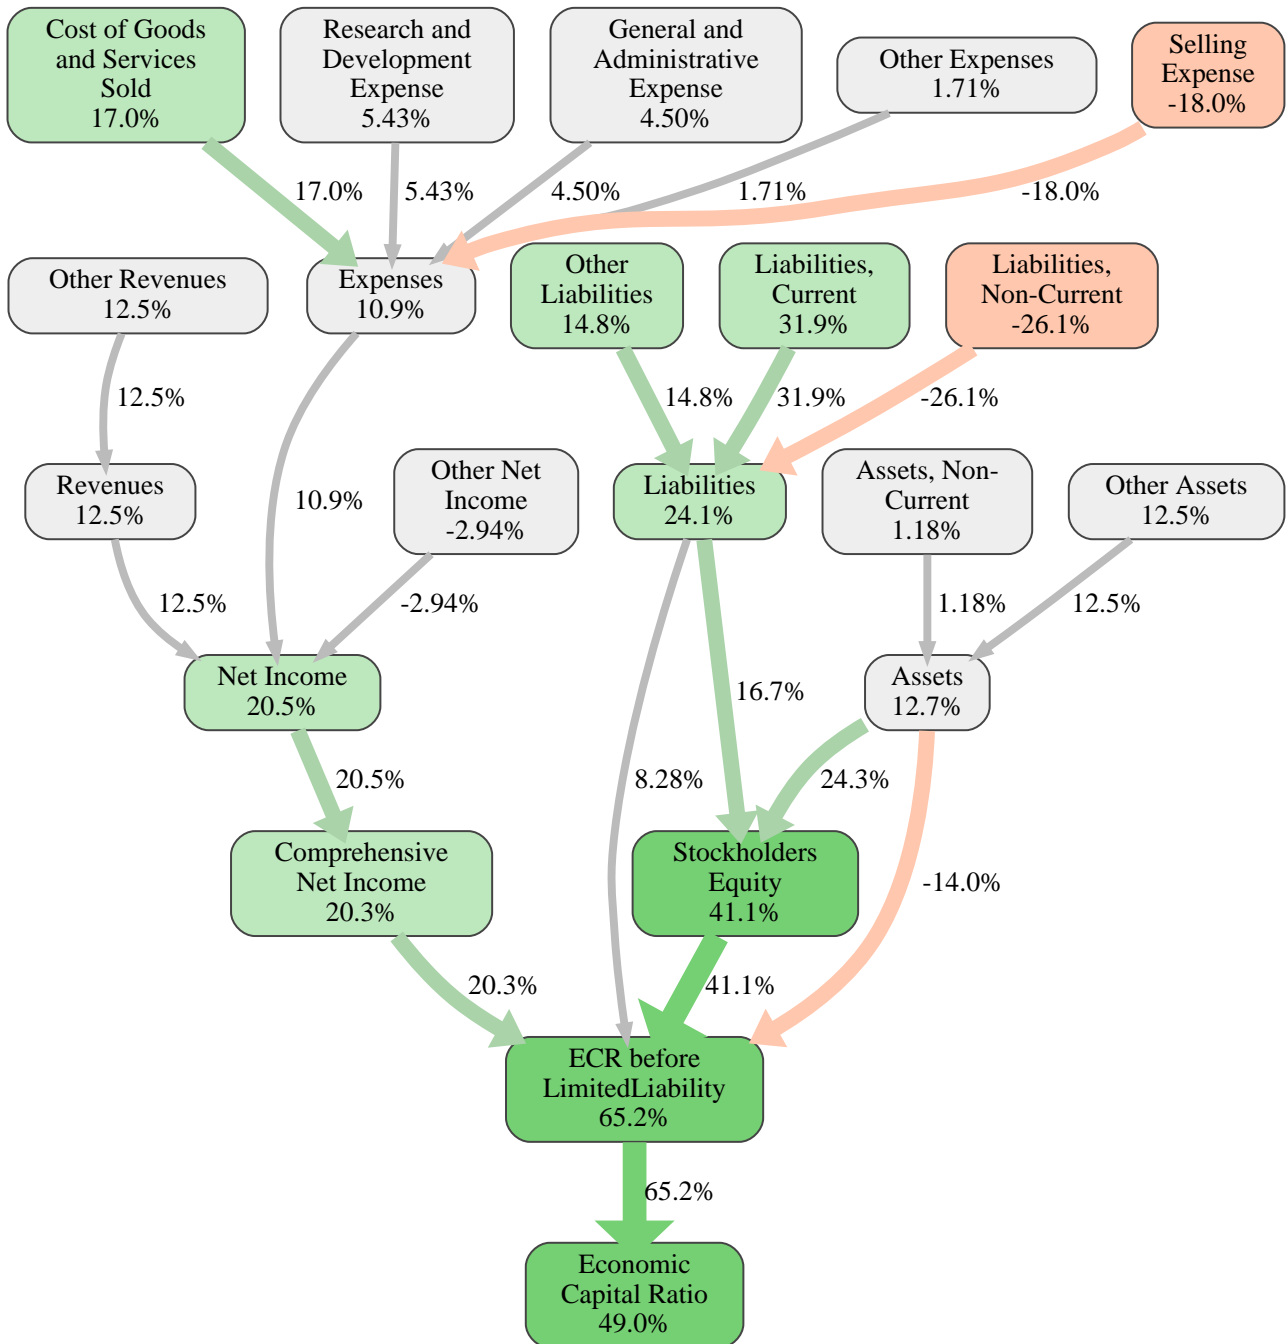 Cost of Goods
and Services
Sold
17.0%
Research and
Development
Expense
5.43%
General and
Administrative
Expense
4.50%
Other Expenses
1.71%
Selling
Expense
-18.0%
17.0%
5.43%
4.50%
1.71%
-18.0%
Other Revenues
12.5%
Expenses
10.9%
Other
Liabilities
14.8%
Liabilities,
Current
31.9%
Liabilities,
Non-Current
-26.1%
12.5%
14.8%
31.9%
-26.1%
Revenues
12.5%
10.9%
Other Net
Income
-2.94%
Liabilities
24.1%
Assets, Non-
Current
1.18%
Other Assets
12.5%
12.5%
-2.94%
1.18%
12.5%
Net Income
20.5%
16.7%
Assets
12.7%
20.5%
8.28%
24.3%
Comprehensive
Net Income
20.3%
Stockholders
Equity
41.1%
-14.0%
20.3%
41.1%
ECR before
LimitedLiability
65.2%
65.2%
Economic
Capital Ratio
49.0%